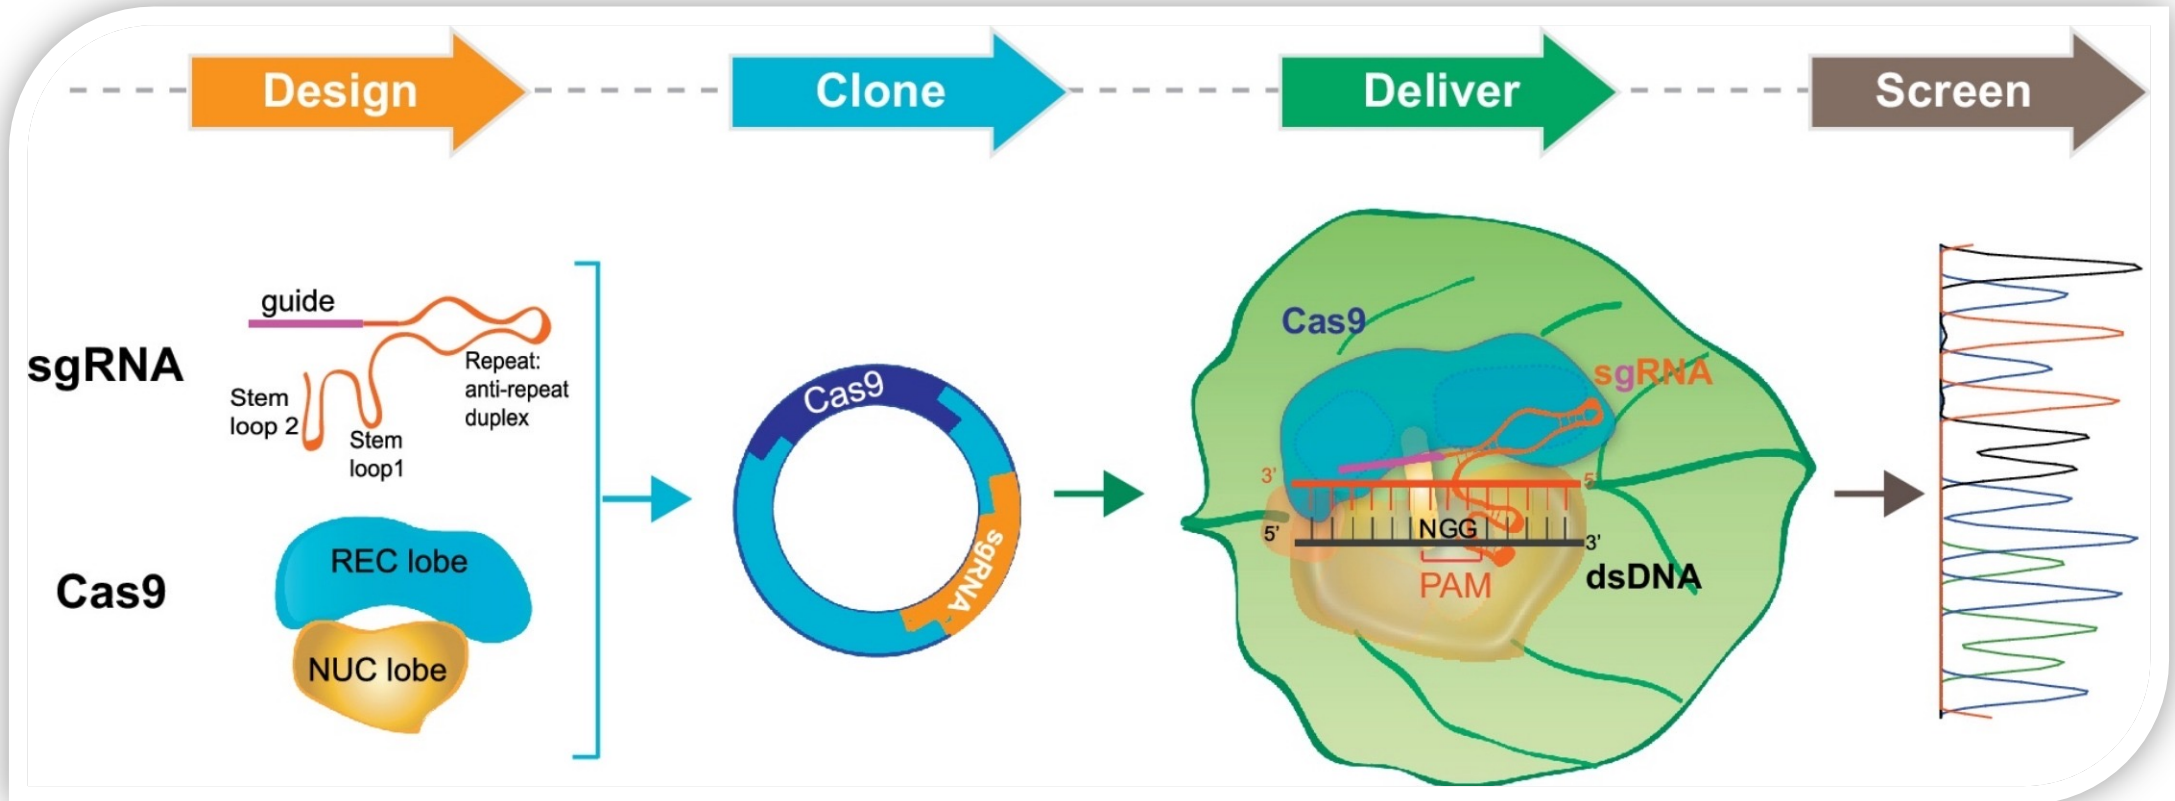 Design
Clone
Deliver
Screen
sgRNA
guide
Repeat:
anti-repeat
duplex
Stem
loop 2
Stem
loop1
Cas9
REC lobe
NUC lobe
Cas9
sgRNA
Cas9
sgRNA
3’
5’
5’
NGG
3’
PAM
dsDNA